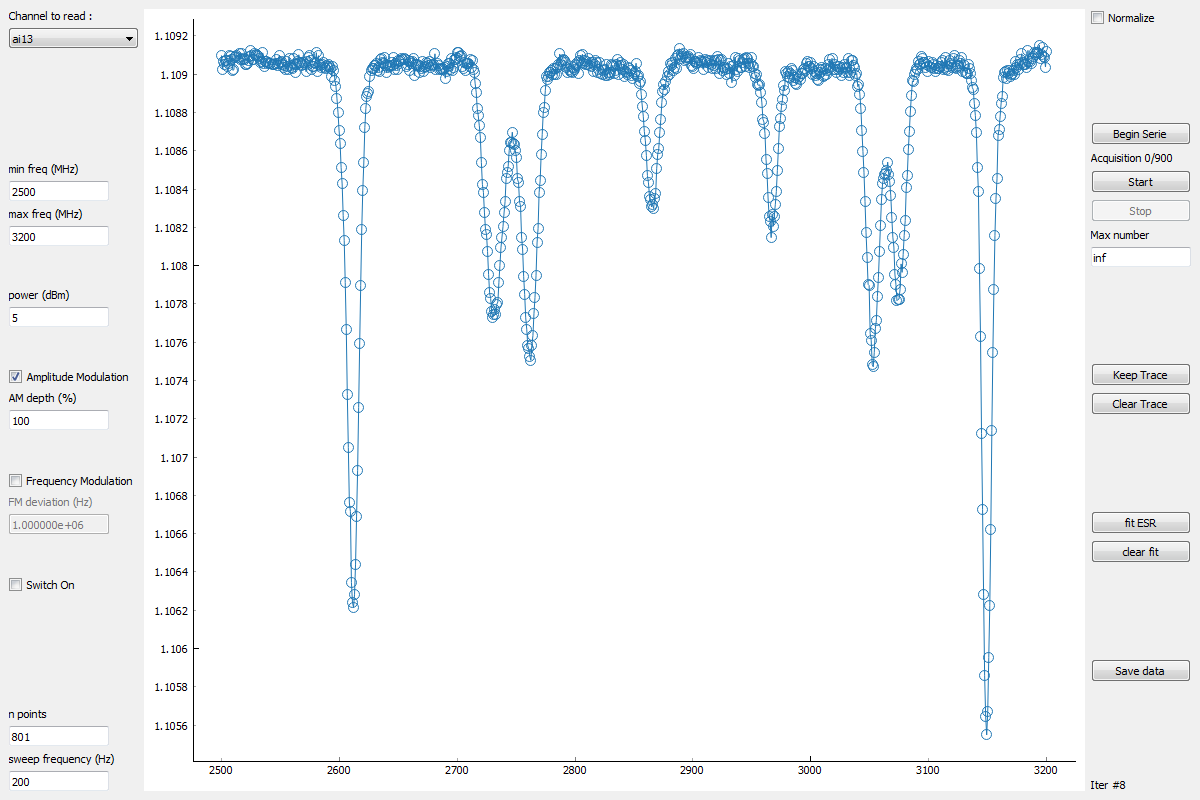 Channel to read :
ai13
min freq (MHz)
2500
max freq (MHz)
3200
power (dBm)
5
Amplitude Modulation
AM depth (%)
100
Frequency Modulation
FM deviation (Hz)
1.000000e+06
Switch On
n points
801
sweep frequency (Hz)
200
1.1092
1.109
1.1088
1.1086
1.1084
1.1082
1.108
1.1078
1.1076
1.1074
1.1072
1.107
1.1068
1.1066
1.1064
1.1062
1.106
1.1058
1.1056
2500 2600 2700 2800 2900 3000 3100 3200
Normalize
Begin Serie
Acquisition 0/900
Start
Stop
Max number
inf
Keep Trace
Clear Trace
fit ESR
clear fit
Save data
Iter #8